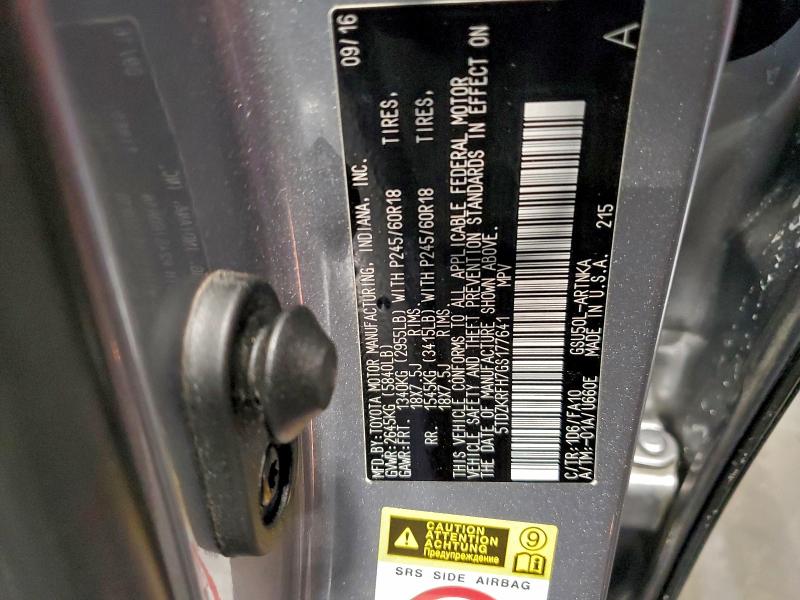 MFD.BY:TOYOTA MOTOR MANUFACTURING, INDIANA, INC. 09/16
GVWR:2645KG (5840LB)
GAWR:FRT. 1340KG (2955LB) WITH P245/60R18 TIRES,
18X7.5J RIMS
RR. 1545KG (3415LB) WITH P245/60R18 TIRES,
18X7.5J RIMS
THIS VEHICLE CONFORMS TO ALL APPLICABLE FEDERAL MOTOR
VEHICLE SAFETY AND THEFT PREVENTION STANDARDS IN EFFECT ON
THE DATE OF MANUFACTURE SHOWN ABOVE.
5TDZKRFH7GS177641 MPV
C/TR:1D6/FA10 GSU50L-ARTNKA 215
A/TM:-01A/U660E MADE IN U.S.A.
A
CAUTION
ATTENTION
ACHTUNG
Предупреждение
9
SRS SIDE AIRBAG